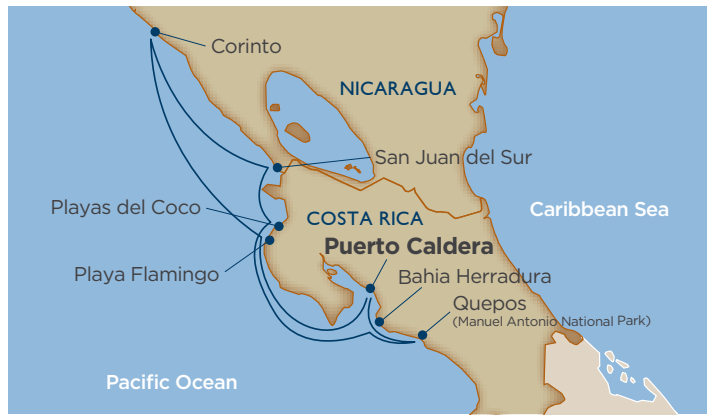 Corinto
NICARAGUA
San Juan del Sur
Playas del Coco
COSTA RICA
Caribbean Sea
Puerto Caldera
Playa Flamingo
Bahia Herradura
Quepos
(Manuel Antonio National Park)
Pacific Ocean